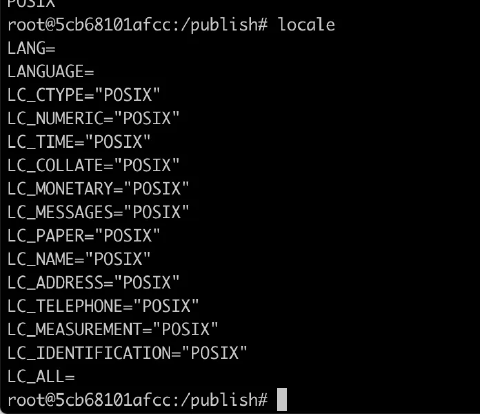 POSIX
root@5cb68101afcc:/publish# locale
LANG=
LANGUAGE=
LC_CTYPE="POSIX"
LC_NUMERIC="POSIX"
LC_TIME="POSIX"
LC_COLLATE="POSIX"
LC_MONETARY="POSIX"
LC_MESSAGES="POSIX"
LC_PAPER="POSIX"
LC_NAME="POSIX"
LC_ADDRESS="POSIX"
LC_TELEPHONE="POSIX"
LC_MEASUREMENT="POSIX"
LC_IDENTIFICATION="POSIX"
LC_ALL=
root@5cb68101afcc:/publish#